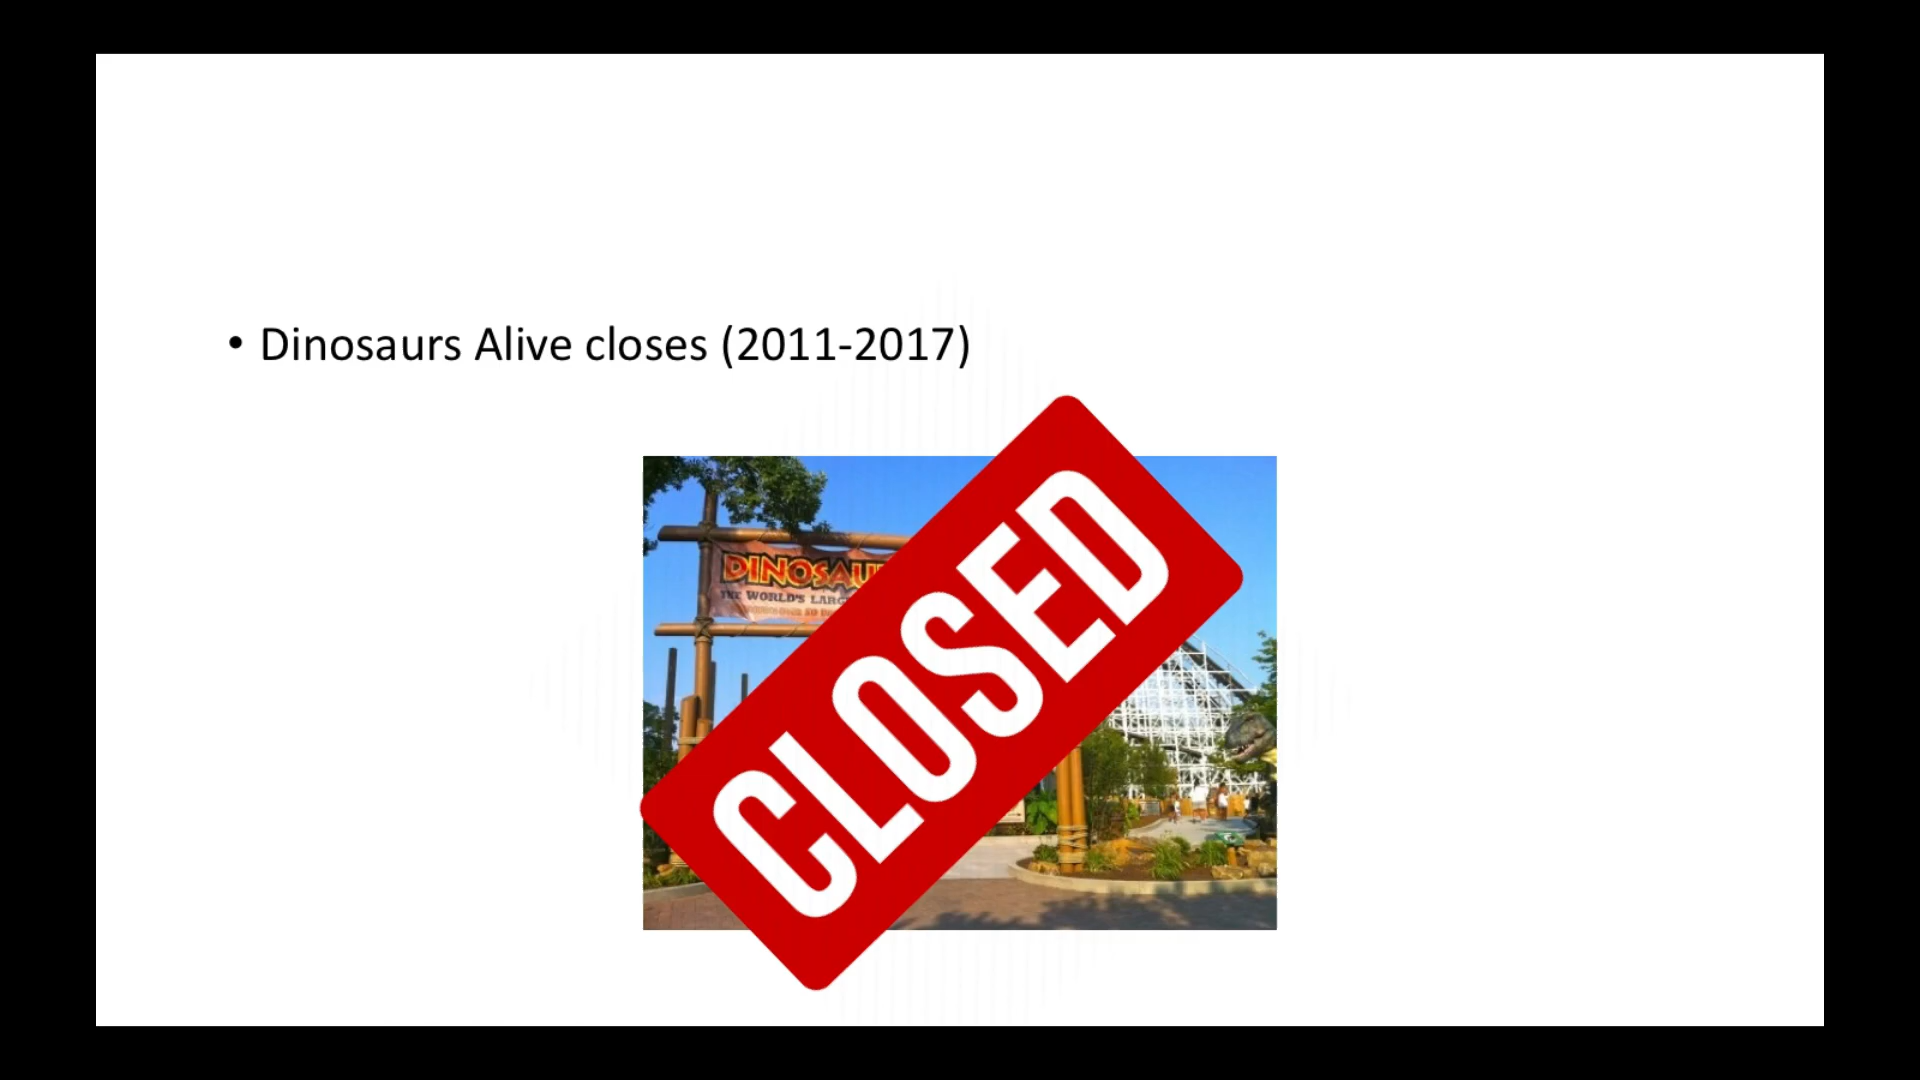 • Dinosaurs Alive closes (2011-2017)
DINOSAU
THE WORLD'S LARG
CLOSED